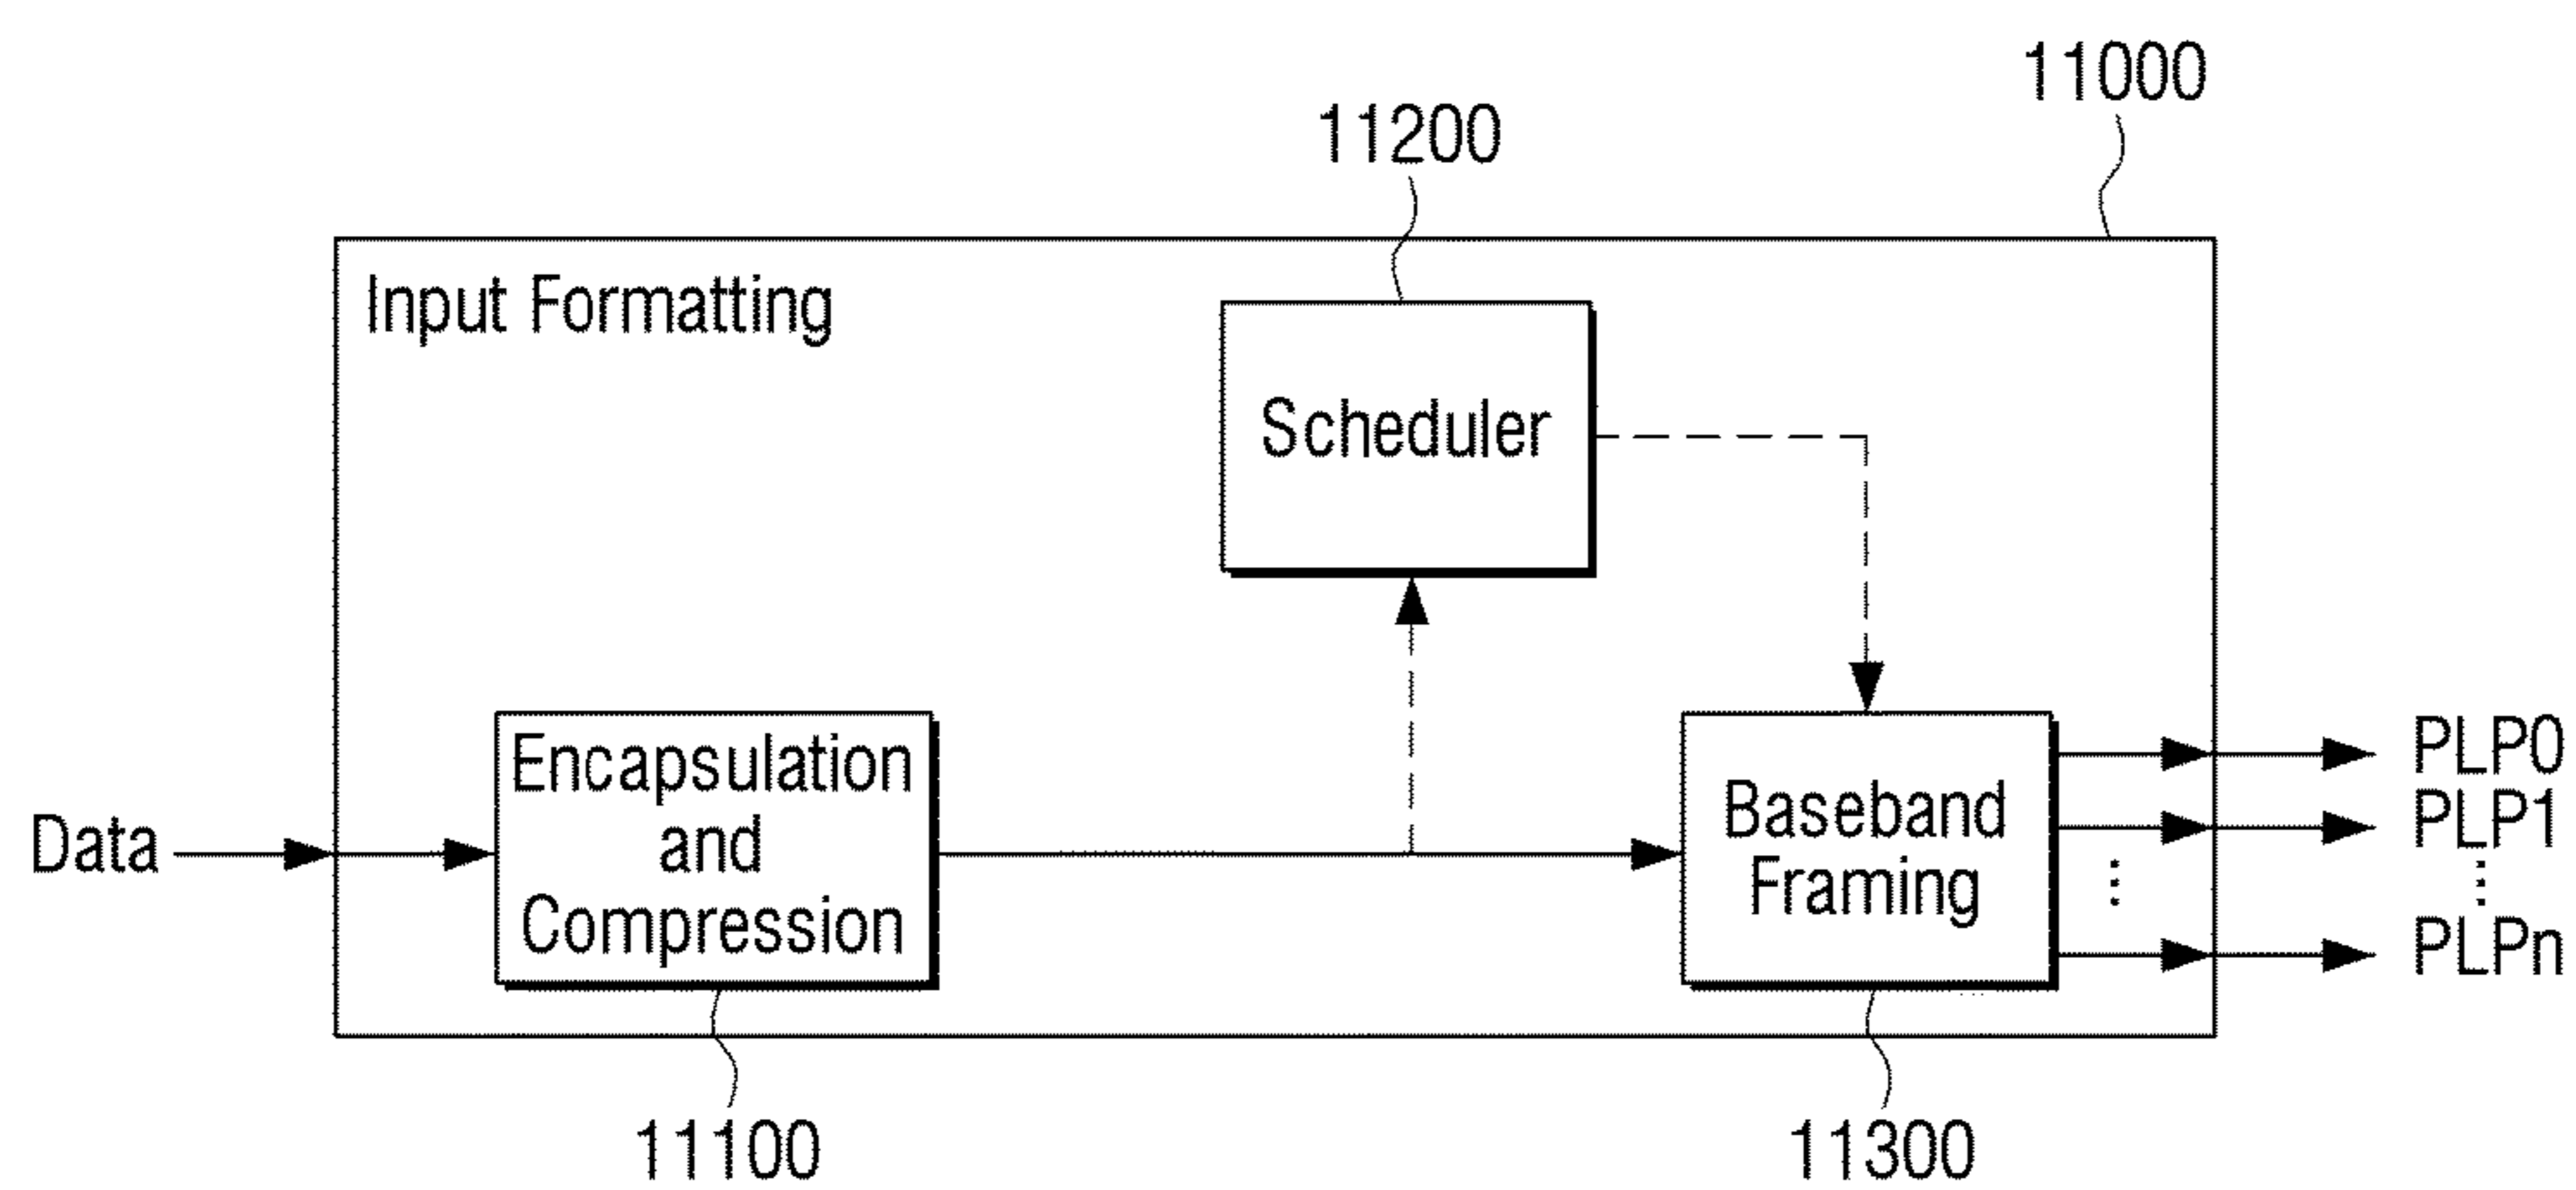 11000
11200
Input Formatting
Scheduler
Encapsulation
and
Compression
Data
Baseband
Framing
PLP0
PLP1
⋮
⋮
PLPn
11100
11300